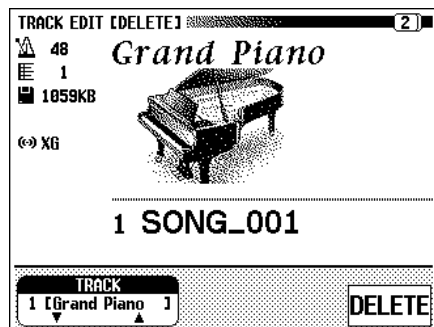 TRACK EDIT [DELETE]
2
48
Grand Piano
1
1059KB
XG
1 SONG_001
TRACK
1 [Grand Piano ]
DELETE